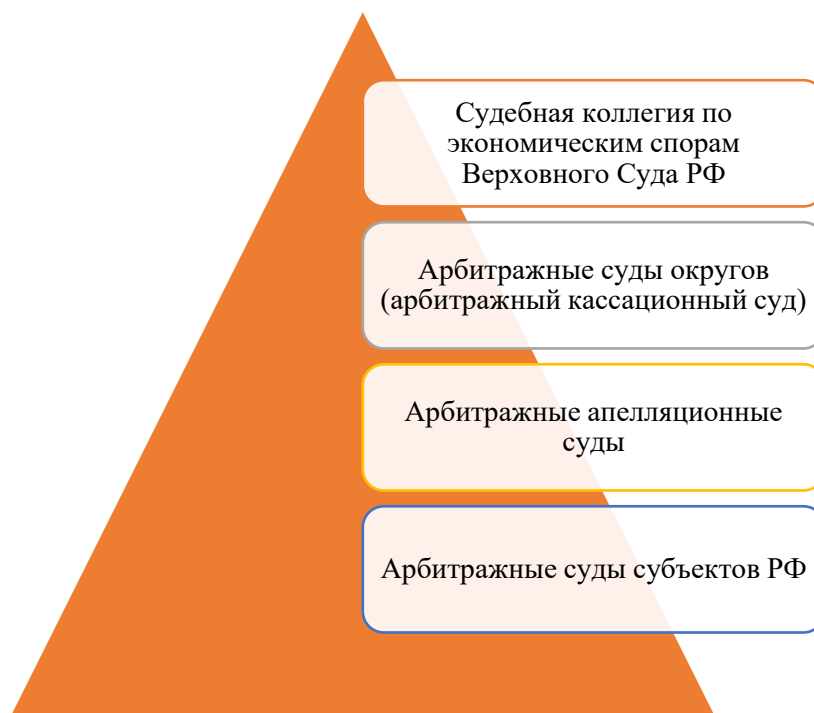 Судебная коллегия по
экономическим спорам
Верховного Суда РФ
Арбитражные суды округов
(арбитражный кассационный суд)
Арбитражные апелляционные
суды
Арбитражные суды субъектов РФ